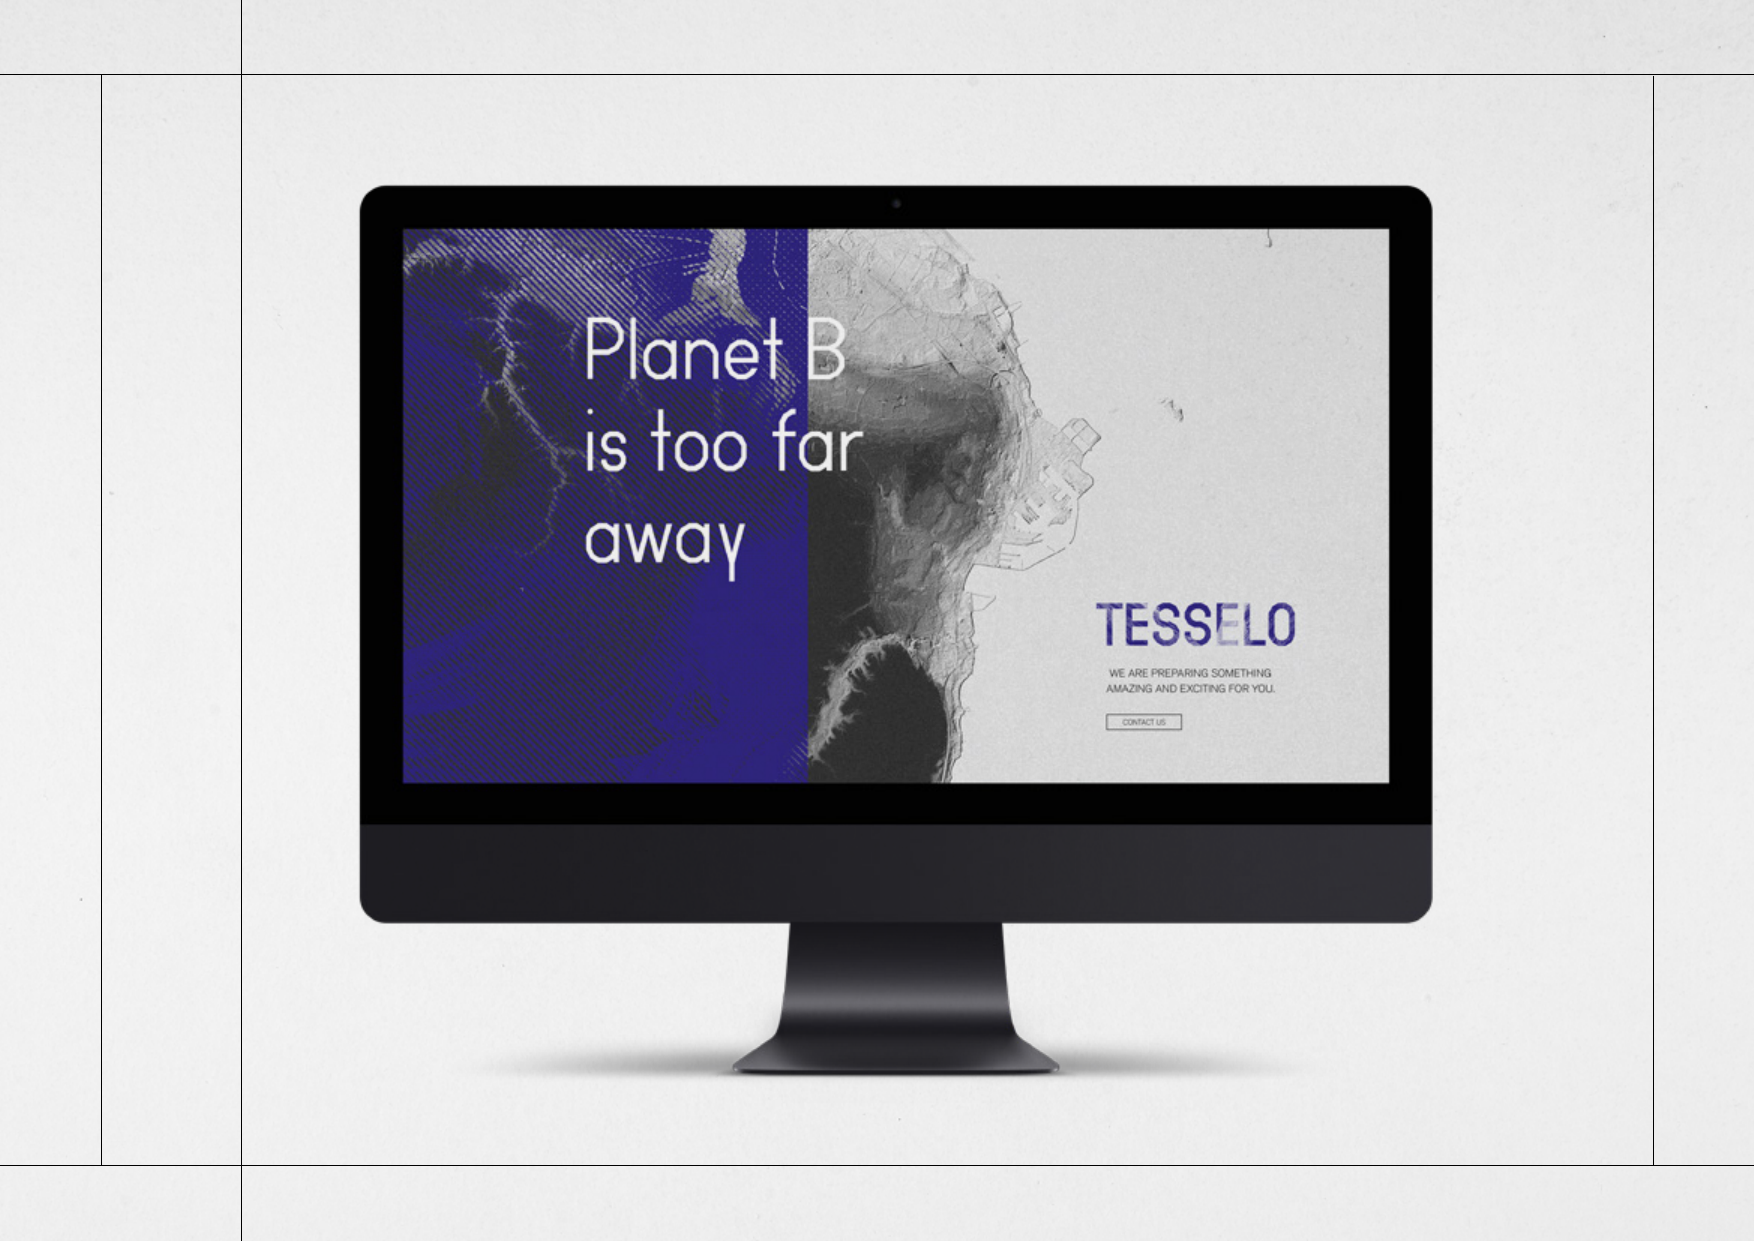 Planet B
is too far
away
TESSELO
WE ARE PREPARING SOMETHING
AMAZING AND EXCITING FOR YOU.
CONTACT US